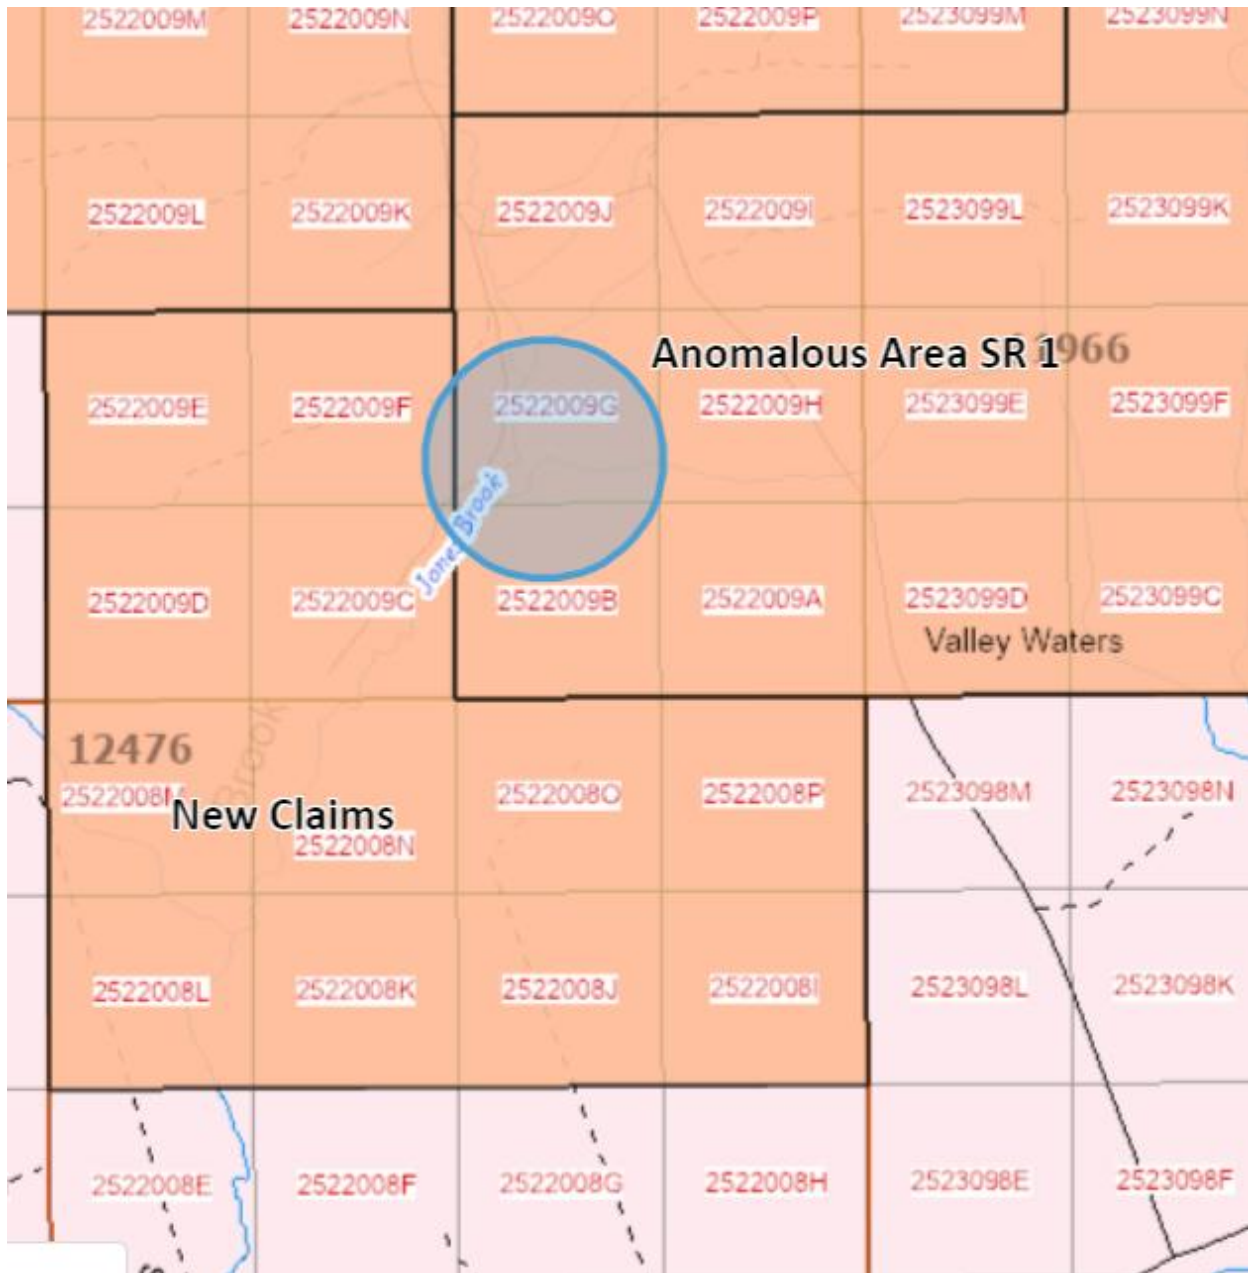 2522009M 2522009N 2522009O 2522009P 2523099M 2523099N
2522009L 2522009K 2522009J 2522009I 2523099L 2523099K
Anomalous Area SR 1
966
2522009E 2522009F 2522009G 2522009H 2523099E 2523099F
Jones Brook
2522009D 2522009C 2522009B 2522009A 2523099D 2523099C
Valley Waters
Brook
12476
2522008M 2522008O 2522008P 2523098M 2523098N
New Claims
2522008N
2522008L 2522008K 2522008J 2522008I 2523098L 2523098K
2522008E 2522008F 2522008G 2522008H 2523098E 2523098F